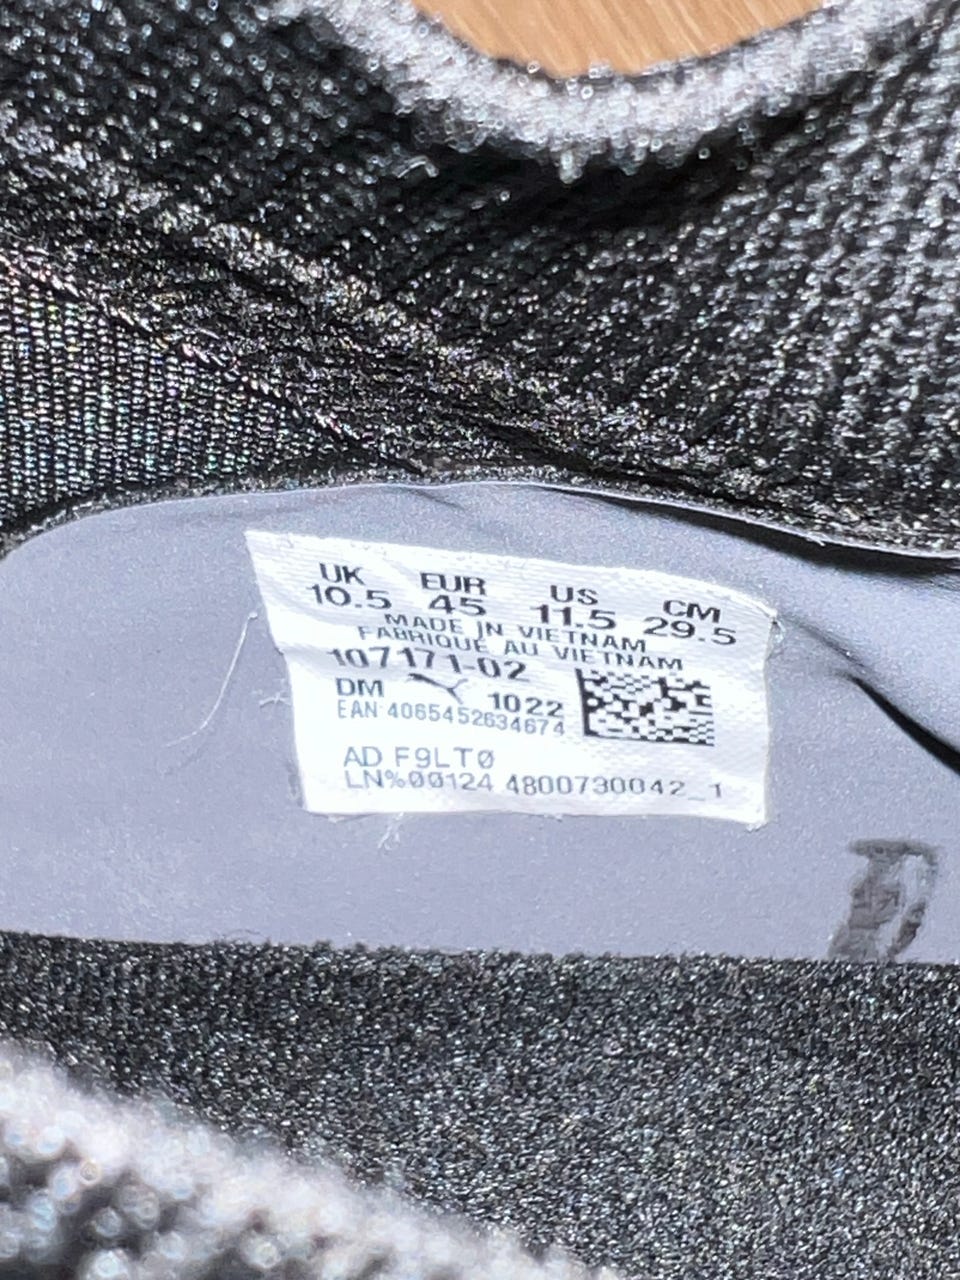 UK EUR US CM
10.5 45 11.5 29.5
MADE IN VIETNAM
FABRIQUE AU VIETNAM
107171-02
DM 1022
EAN 4065452634674
AD F9LT0
LN%00124 4800730042_1